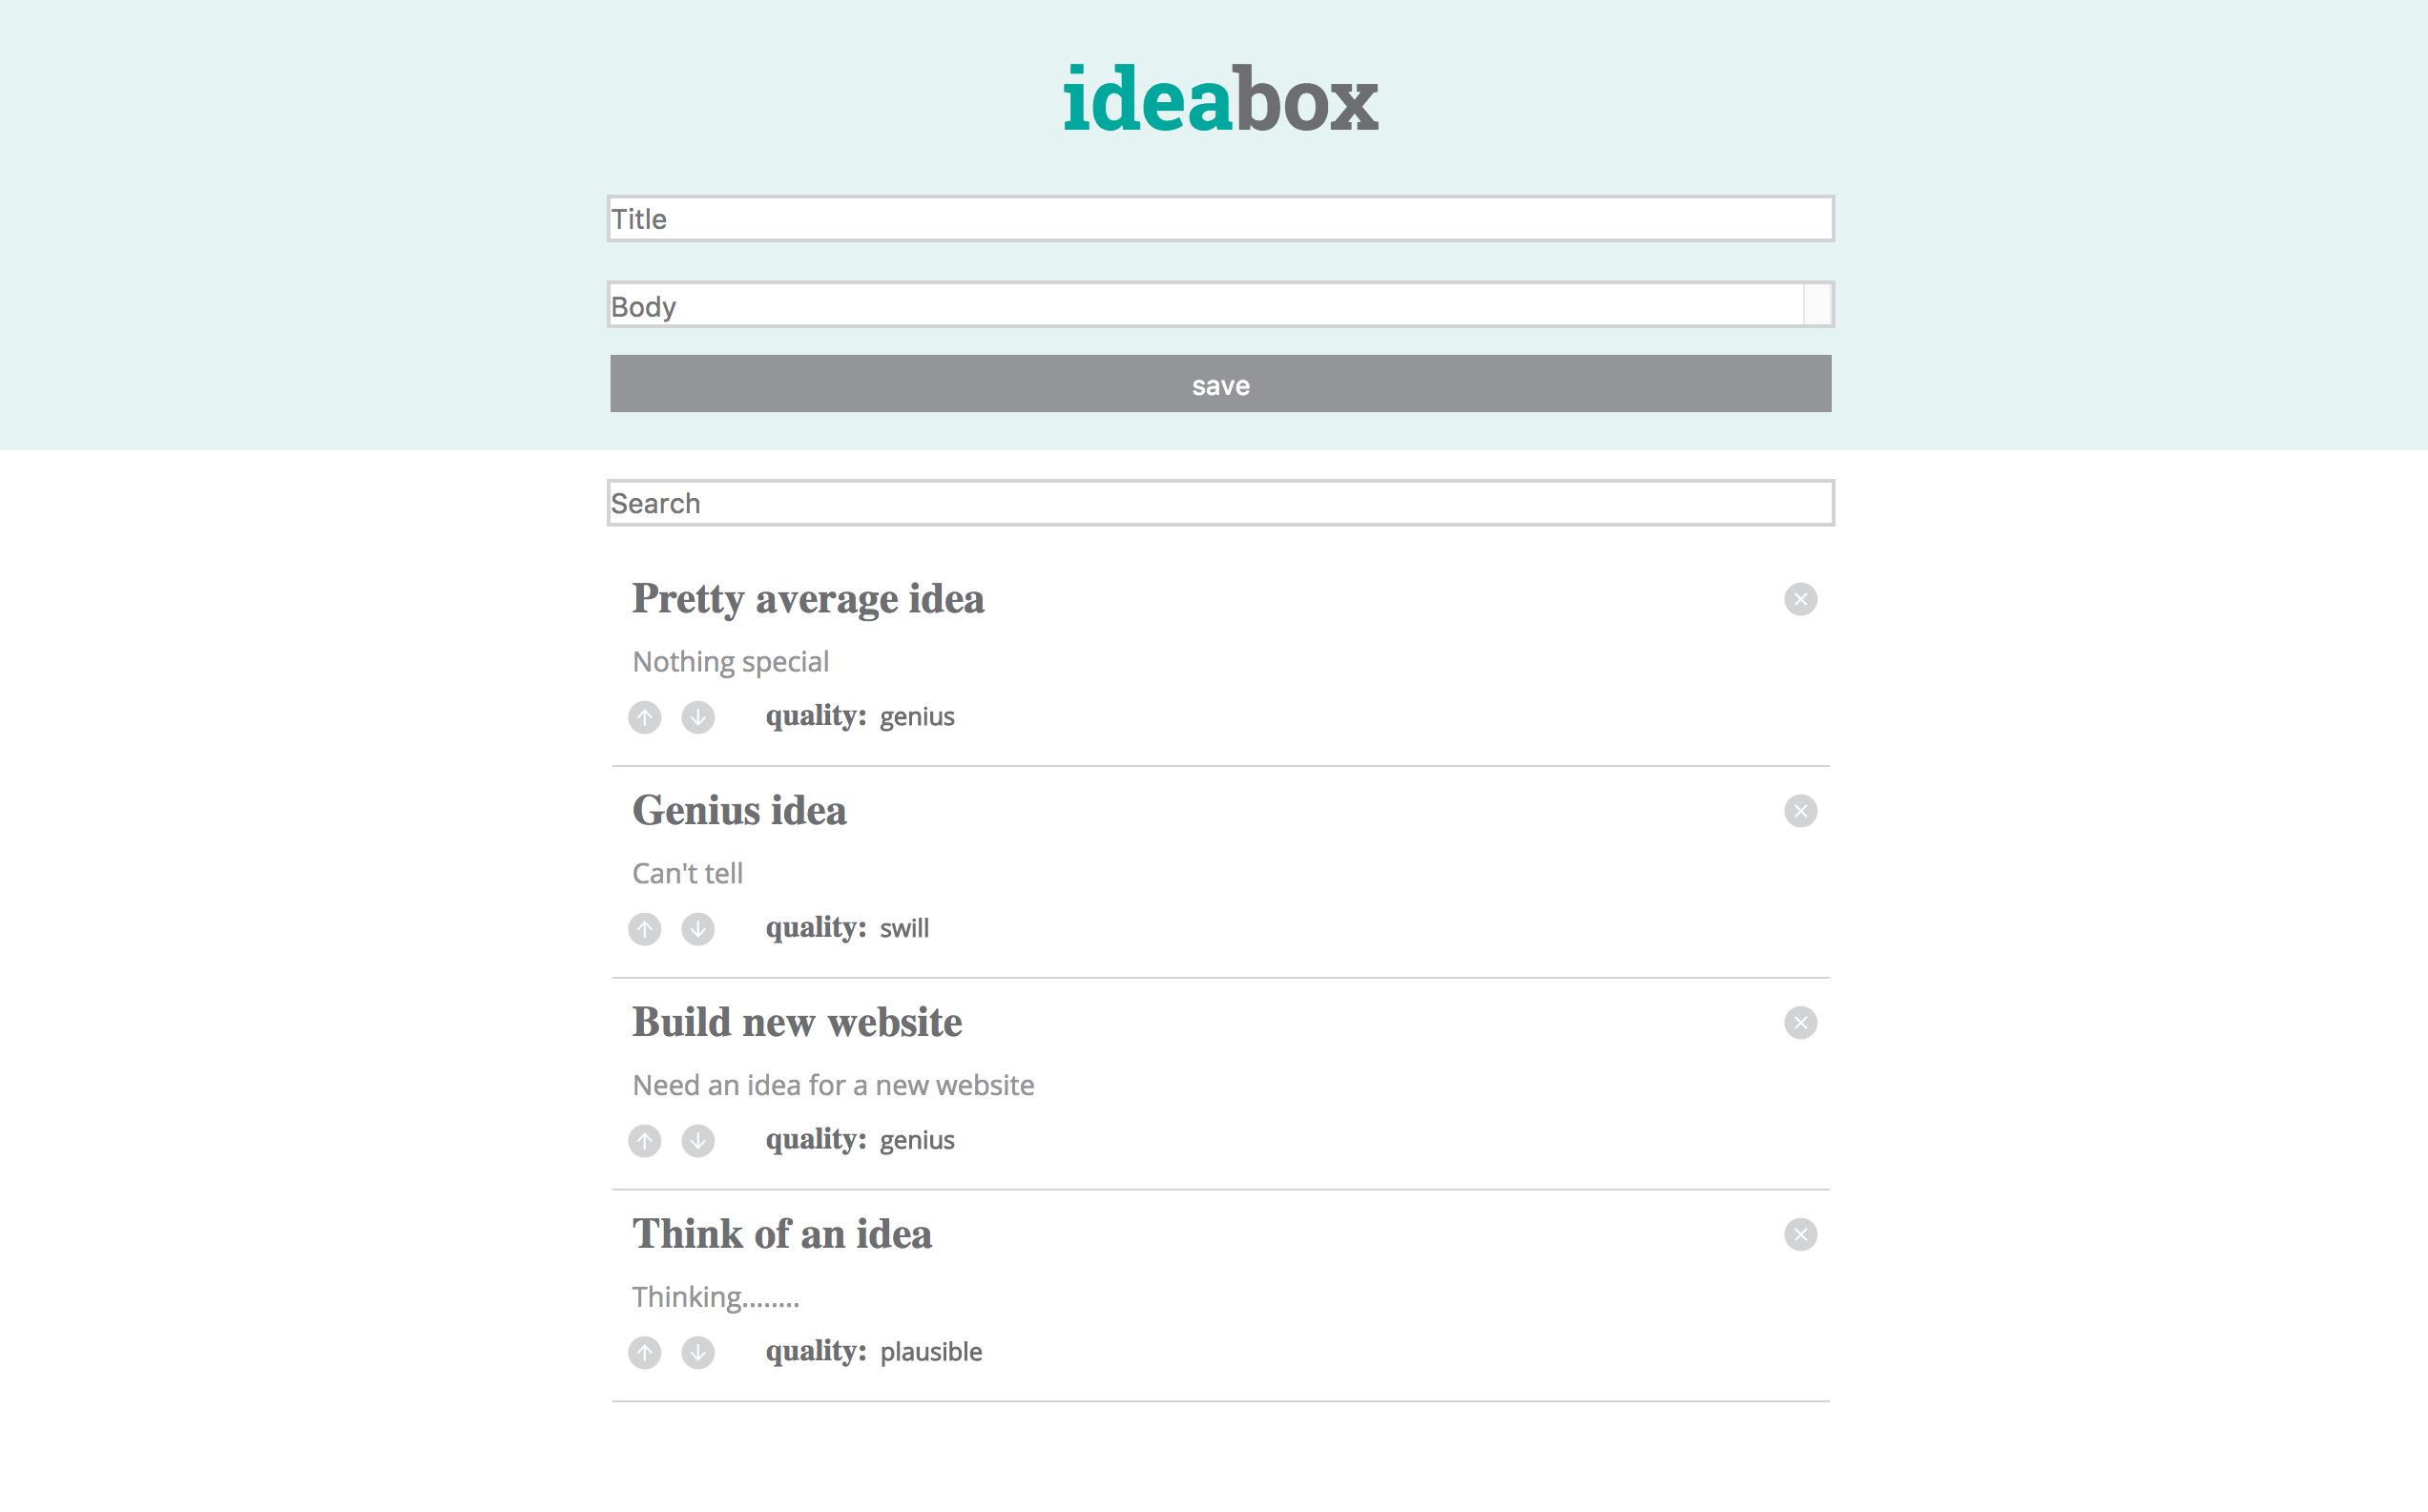 ideabox
Title
Body
save
Search
Pretty average idea
Nothing special
quality: genius
Genius idea
Can't tell
quality: swill
Build new website
Need an idea for a new website
quality: genius
Think of an idea
Thinking........
quality: plausible